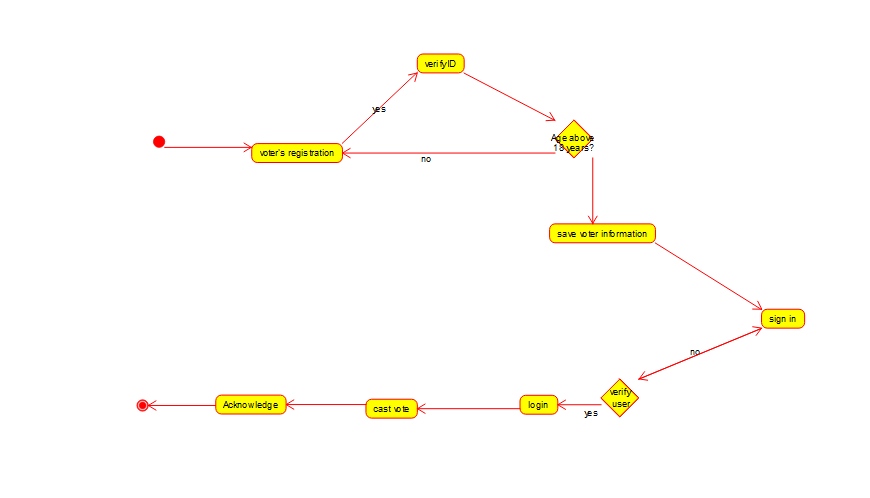 verifyID
yes
Age above
18 years?
voter's registration
no
save voter information
sign in
no
verify
user
Acknowledge
cast vote
login
yes